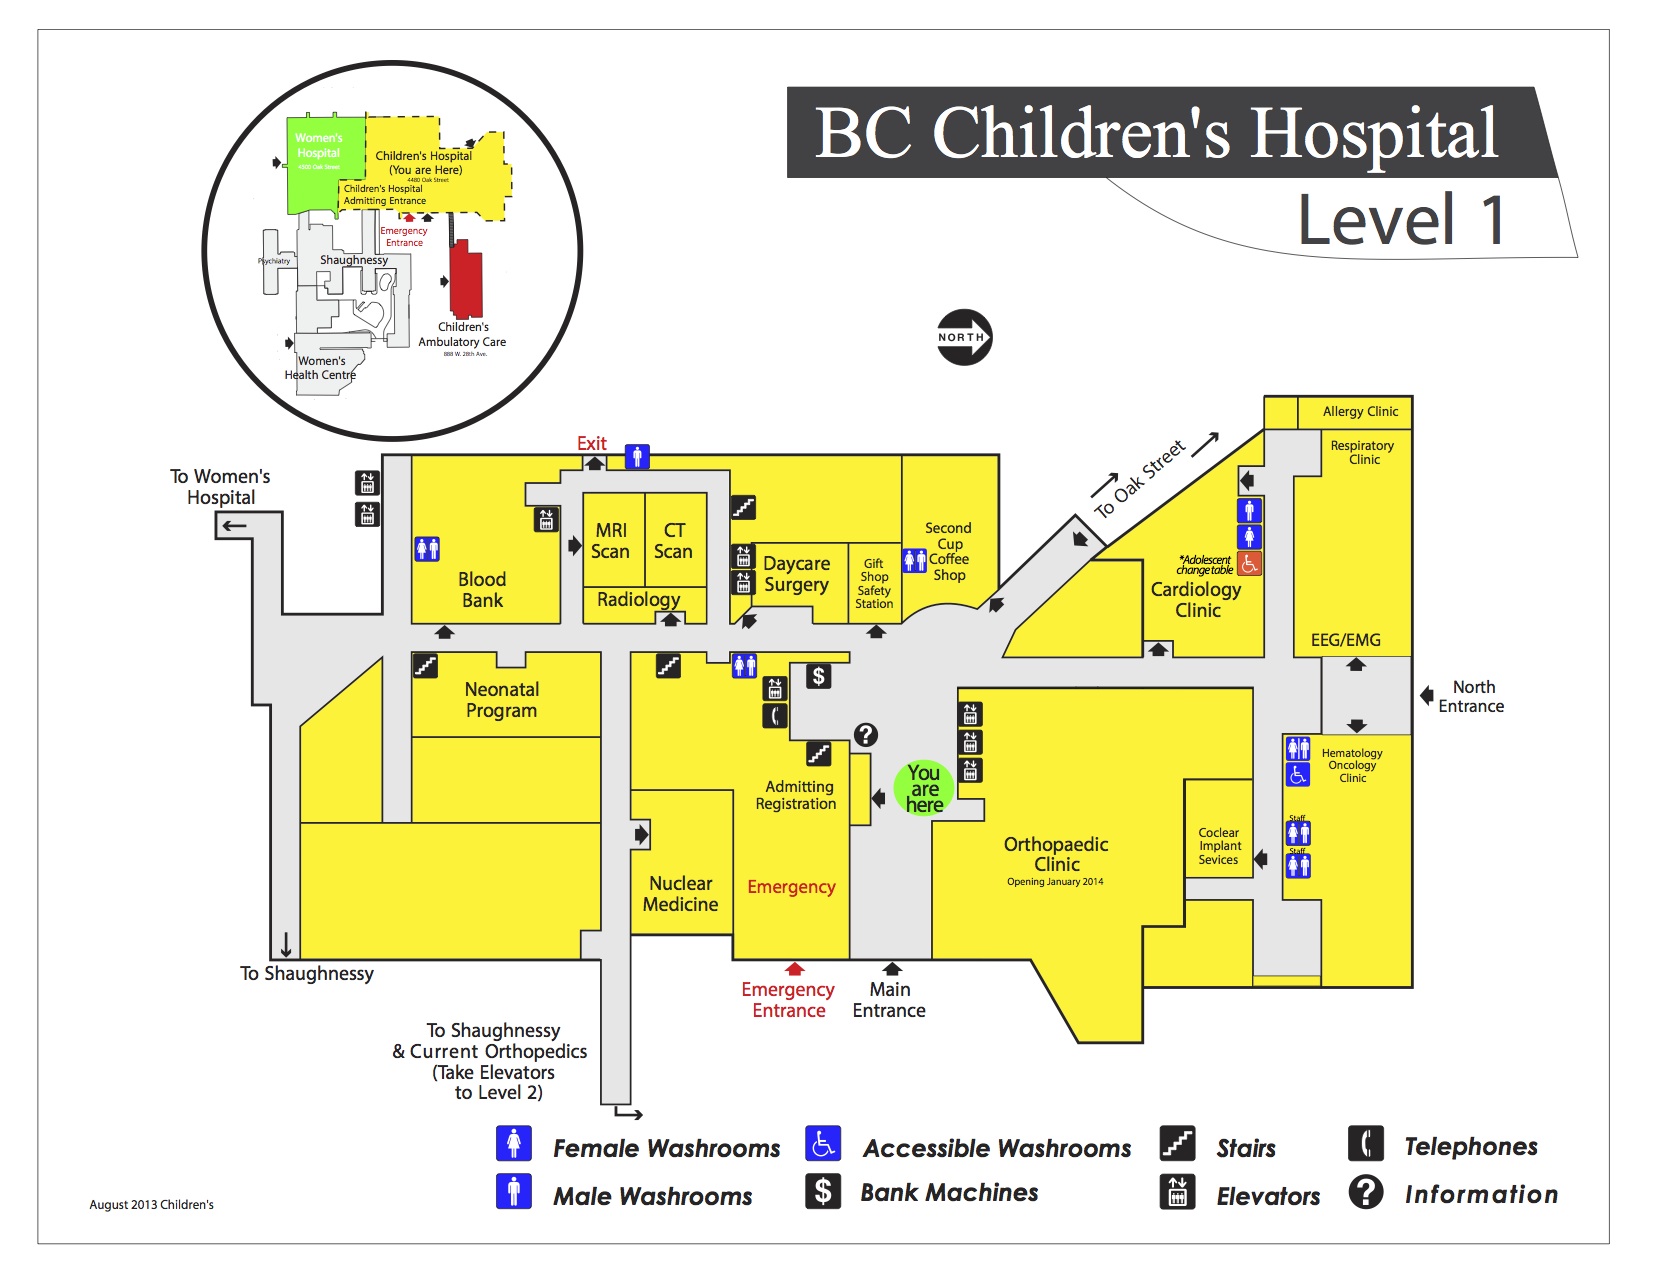 BC Children's Hospital
Level 1
Women's
Hospital
4500 Oak Street
Children's Hospital
(You are Here)
4480 Oak Street
Children's Hospital
Admitting Entrance
Emergency
Entrance
Psychiatry
Shaughnessy
Children's
Ambulatory Care
888 W. 28th Ave.
Women's
Health Centre
NORTH
To Women's
Hospital
Exit
To Oak Street
Allergy Clinic
Respiratory
Clinic
MRI
Scan
CT
Scan
Radiology
Blood
Bank
Daycare
Surgery
Gift
Shop
Safety
Station
Second
Cup
Coffee
Shop
*Adolescent
change table
Cardiology
Clinic
EEG/EMG
North
Entrance
Neonatal
Program
$
?
You
are
here
Admitting
Registration
Hematology
Oncology
Clinic
Staff
Staff
Coclear
Implant
Sevices
Orthopaedic
Clinic
Opening January 2014
Nuclear
Medicine
Emergency
To Shaughnessy
Emergency
Entrance
Main
Entrance
To Shaughnessy
& Current Orthopedics
(Take Elevators
to Level 2)
Female Washrooms
Accessible Washrooms
Stairs
Telephones
Male Washrooms
$ Bank Machines
Elevators
? Information
August 2013 Children's